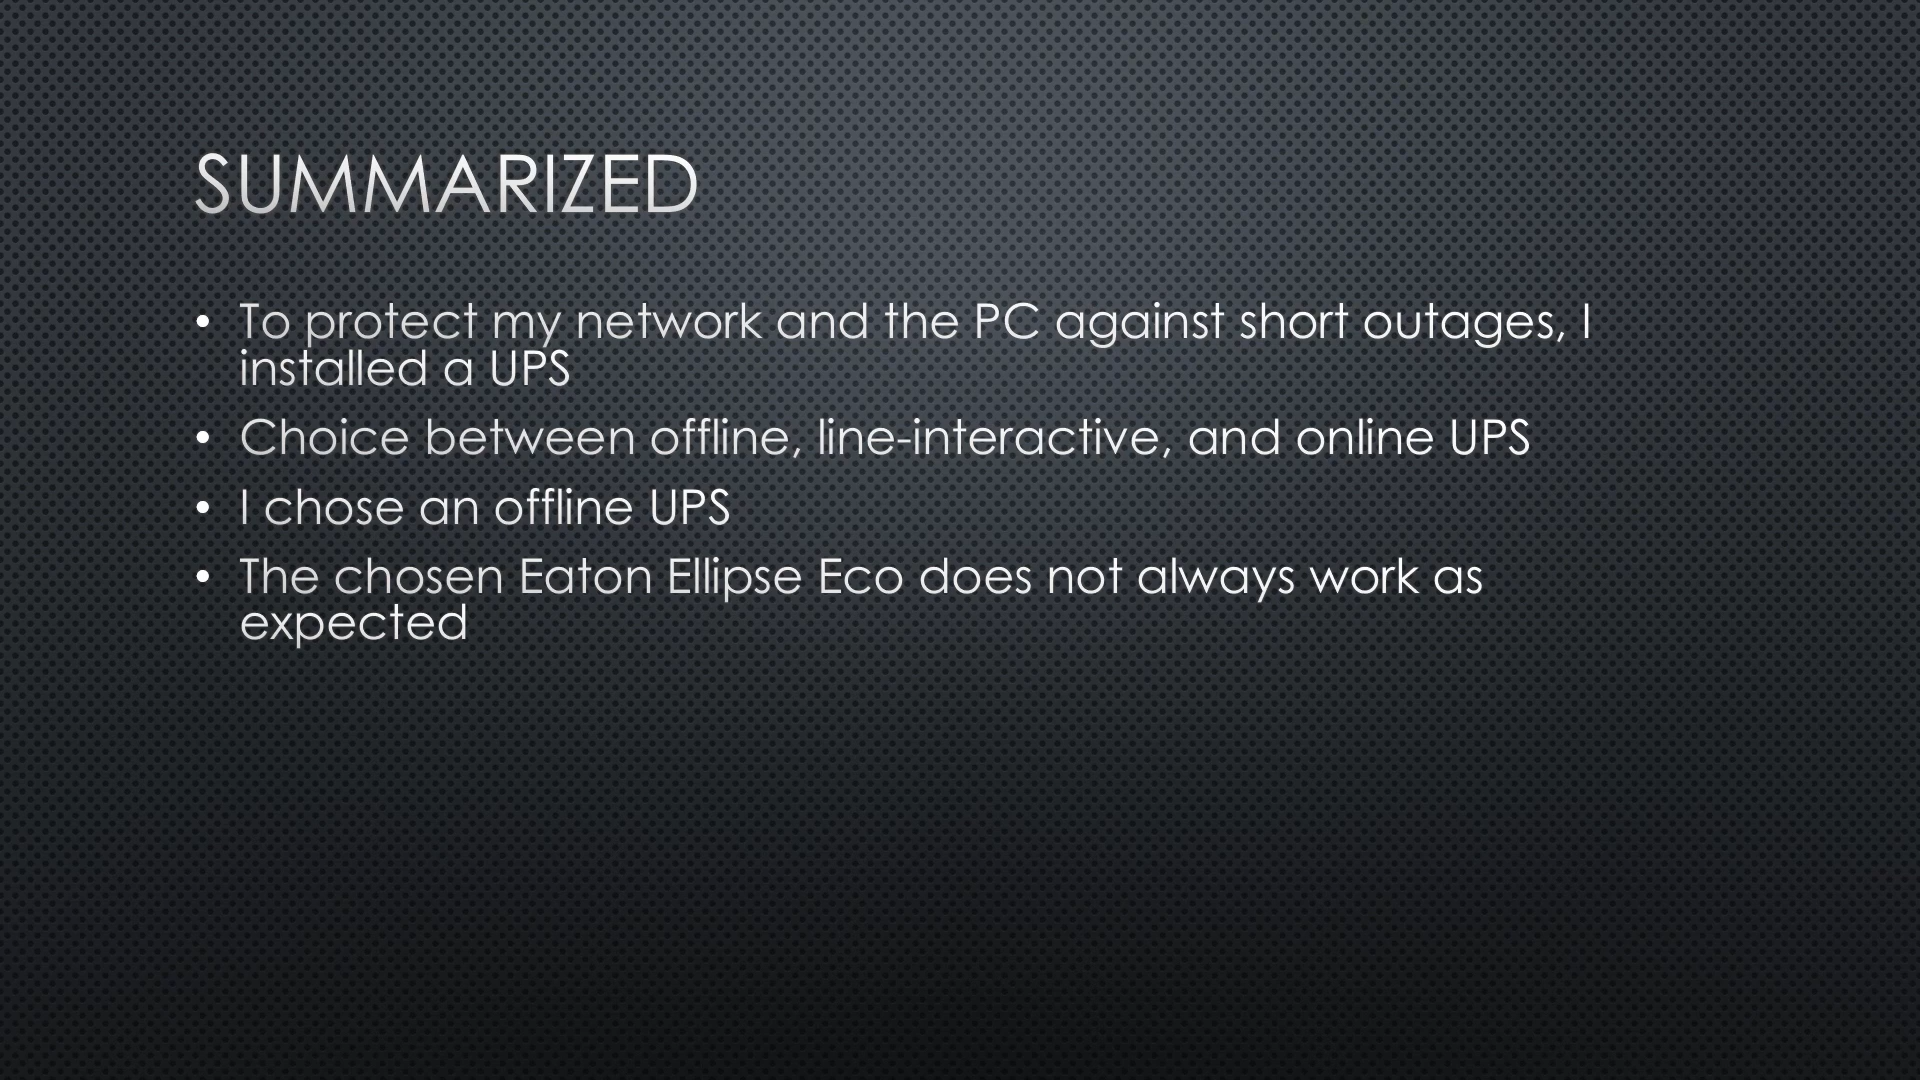 SUMMARIZED
• To protect my network and the PC against short outages, I
installed a UPS
• Choice between offline, line-interactive, and online UPS
• I chose an offline UPS
• The chosen Eaton Ellipse Eco does not always work as
expected